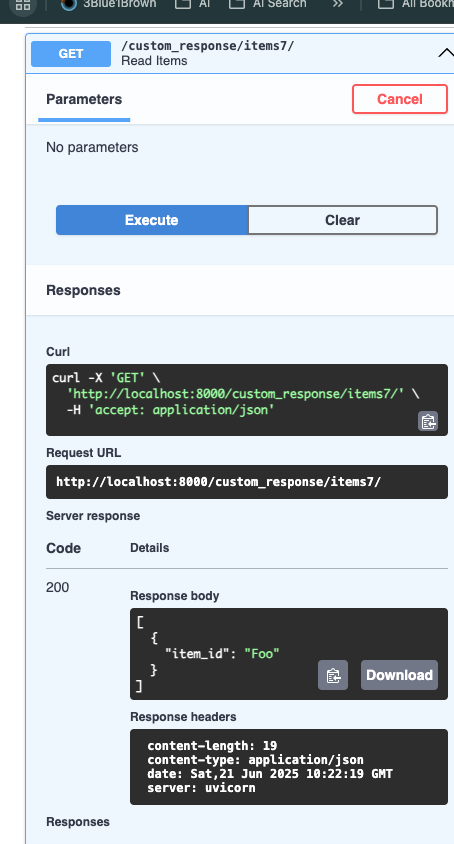 3Blue1Brown
AI
AI Search
»
All Bookm
GET
/custom_response/items7/
Read Items
Parameters
Cancel
No parameters
Execute
Clear
Responses
Curl
curl -X 'GET' \
'http://localhost:8000/custom_response/items7/' \
-H 'accept: application/json'
Request URL
http://localhost:8000/custom_response/items7/
Server response
Code
Details
200
Response body
[
{
"item_id": "Foo"
}
]
Download
Response headers
content-length: 19
content-type: application/json
date: Sat,21 Jun 2025 10:22:19 GMT
server: uvicorn
Responses